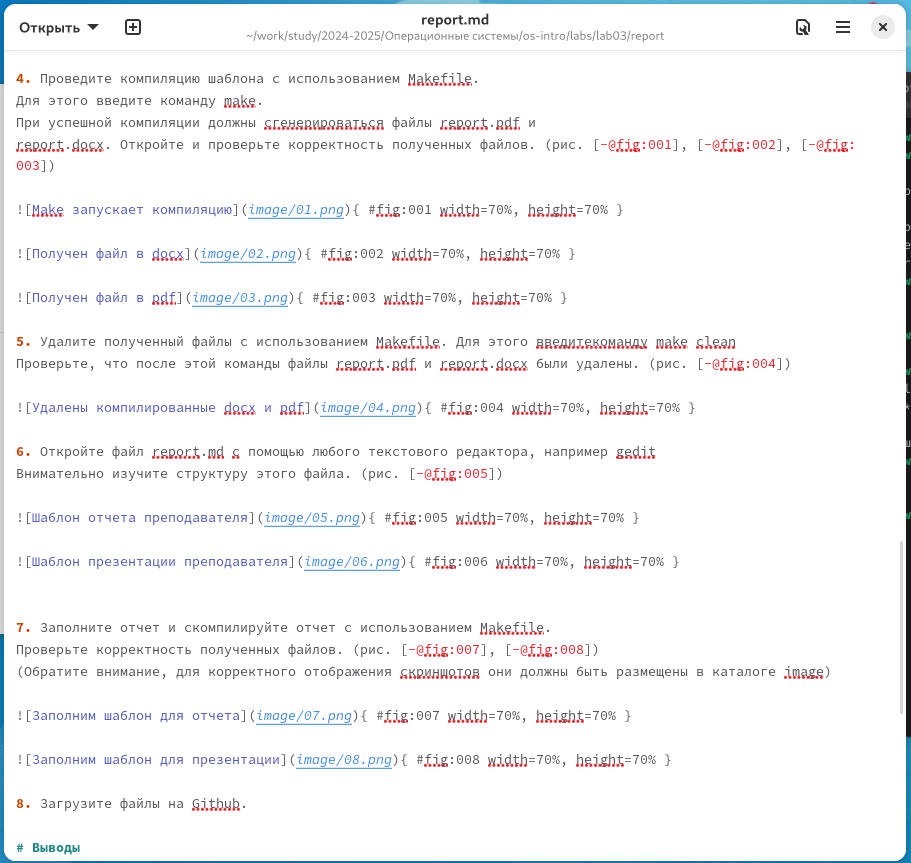 Открыть
report.md
~/work/study/2024-2025/Операционные системы/os-intro/labs/lab03/report
4. Проведите компиляцию шаблона с использованием Makefile.
Для этого введите команду make.
При успешной компиляции должны сгенерироваться файлы report.pdf и
report.docx. Откройте и проверьте корректность полученных файлов. (рис. [-@fig:001], [-@fig:002], [-@fig:
003])
![Make запускает компиляцию](image/01.png){ #fig:001 width=70%, height=70% }
![Получен файл в docx](image/02.png){ #fig:002 width=70%, height=70% }
![Получен файл в pdf](image/03.png){ #fig:003 width=70%, height=70% }
5. Удалите полученный файлы с использованием Makefile. Для этого введитекоманду make clean
Проверьте, что после этой команды файлы report.pdf и report.docx были удалены. (рис. [-@fig:004])
![Удалены компилированные docx и pdf](image/04.png){ #fig:004 width=70%, height=70% }
6. Откройте файл report.md c помощью любого текстового редактора, например gedit
Внимательно изучите структуру этого файла. (рис. [-@fig:005])
![Шаблон отчета преподавателя](image/05.png){ #fig:005 width=70%, height=70% }
![Шаблон презентации преподавателя](image/06.png){ #fig:006 width=70%, height=70% }
7. Заполните отчет и скомпилируйте отчет с использованием Makefile.
Проверьте корректность полученных файлов. (рис. [-@fig:007], [-@fig:008])
(Обратите внимание, для корректного отображения скриншотов они должны быть размещены в каталоге image)
![Заполним шаблон для отчета](image/07.png){ #fig:007 width=70%, height=70% }
![Заполним шаблон для презентации](image/08.png){ #fig:008 width=70%, height=70% }
8. Загрузите файлы на Github.
# Выводы